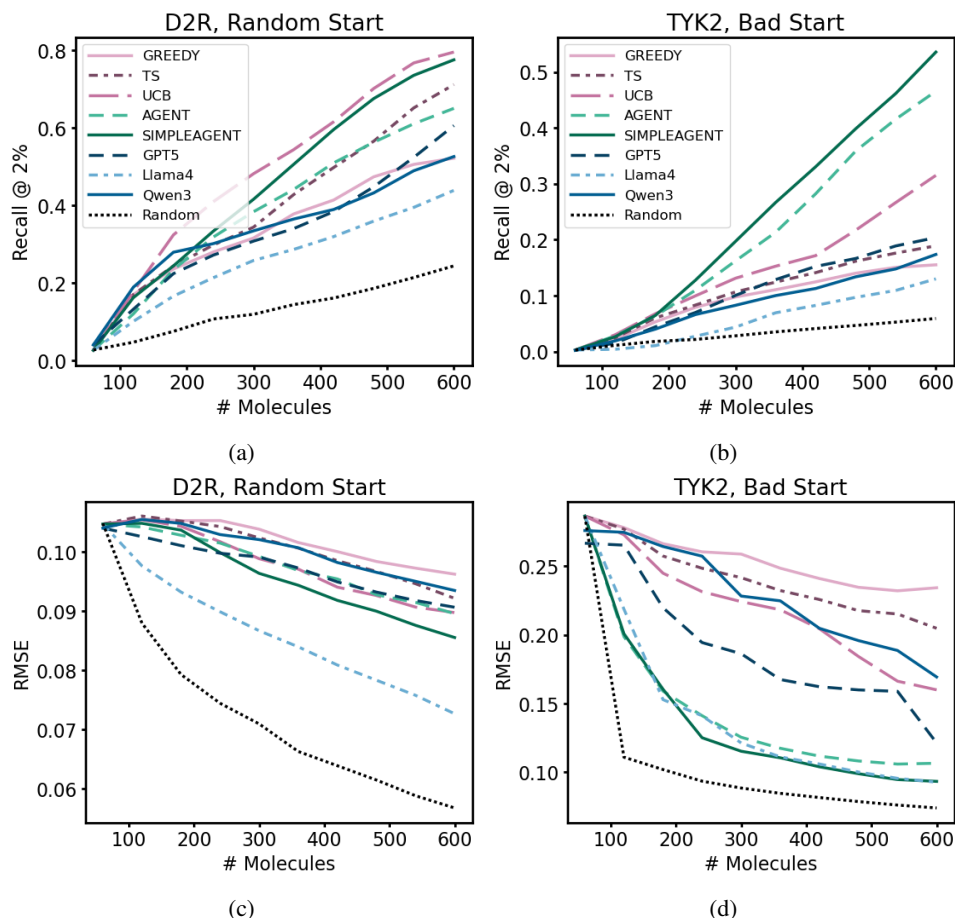 D2R, Random Start
0.8
0.6
0.4
0.2
0.0
Recall @ 2%
GREEDY
TS
UCB
AGENT
SIMPLEAGENT
GPT5
Llama4
Qwen3
Random
100 200 300 400 500 600
# Molecules
(a)
TYK2, Bad Start
0.5
0.4
0.3
0.2
0.1
0.0
Recall @ 2%
GREEDY
TS
UCB
AGENT
SIMPLEAGENT
GPT5
Llama4
Qwen3
Random
100 200 300 400 500 600
# Molecules
(b)
D2R, Random Start
0.10
0.09
0.08
0.07
0.06
RMSE
100 200 300 400 500 600
# Molecules
(c)
TYK2, Bad Start
0.25
0.20
0.15
0.10
RMSE
100 200 300 400 500 600
# Molecules
(d)